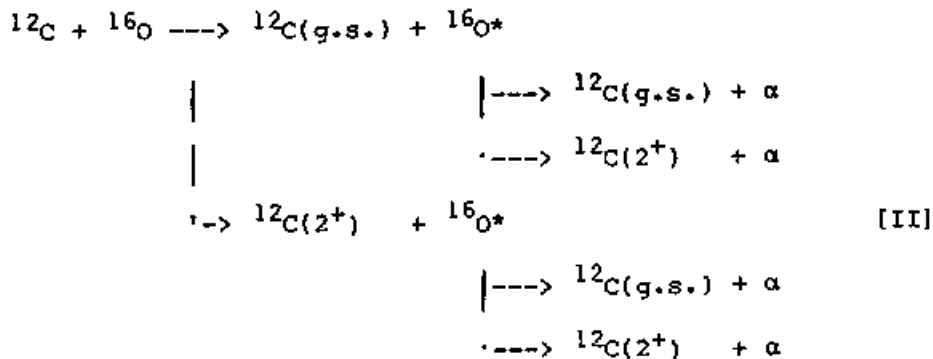 ¹²C + ¹⁶O ---> ¹²C(g.s.) + ¹⁶O*
| |---> ¹²C(g.s.) + α
| '---> ¹²C(2⁺) + α
'-> ¹²C(2⁺) + ¹⁶O* [II]
|---> ¹²C(g.s.) + α
'---> ¹²C(2⁺) + α